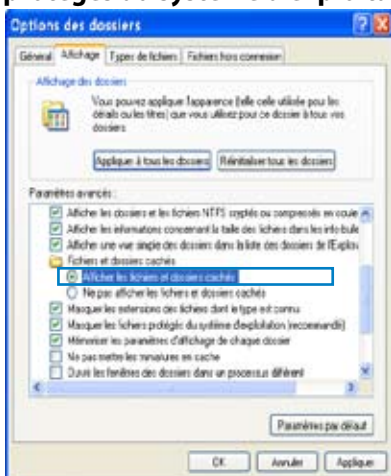 Options des dossiers
Général Affichage Types de fichiers Fichiers hors connexion
Affichage des dossiers
Vous pouvez appliquer l'apparence (telle celle utilisée pour les
détails ou les titres) que vous utilisez pour ce dossier à tous vos
dossiers.
Appliquer à tous les dossiers Réinitialiser tous les dossiers
Paramètres avancés :
Afficher les dossiers et les fichiers NTFS cryptés ou compressés en coule
Afficher les informations concernant la taille des fichiers dans les info-bulle
Afficher une vue simple des dossiers dans la liste des dossiers de l'Explor
Fichiers et dossiers cachés
Afficher les fichiers et dossiers cachés
Ne pas afficher les fichiers et dossiers cachés
Masquer les extensions des fichiers dont le type est connu
Masquer les fichiers protégés du système d'exploitation (recommandé)
Mémoriser les paramètres d'affichage de chaque dossier
Ne pas mettre les miniatures en cache
Ouvrir les fenêtres des dossiers dans un processus différent
Paramètres par défaut
OK Annuler Appliquer